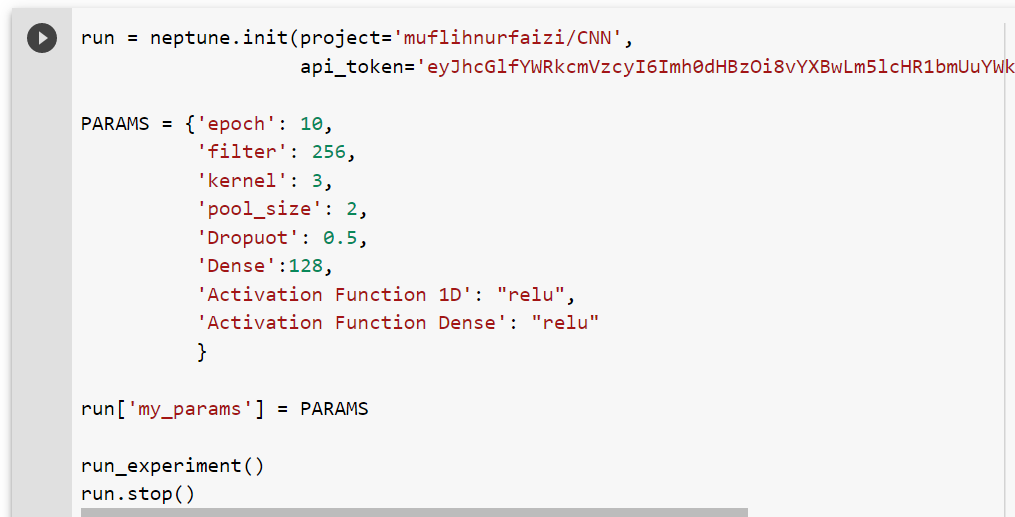 run = neptune.init(project='muflihnurfaizi/CNN',
api_token='eyJhcGlfYWRkcmVzcyI6Imh0dHBzOi8vYXBwLm5lcHR1bmUuYWk
PARAMS = {'epoch': 10,
'filter': 256,
'kernel': 3,
'pool_size': 2,
'Dropuot': 0.5,
'Dense':128,
'Activation Function 1D': "relu",
'Activation Function Dense': "relu"
}
run['my_params'] = PARAMS
run_experiment()
run.stop()